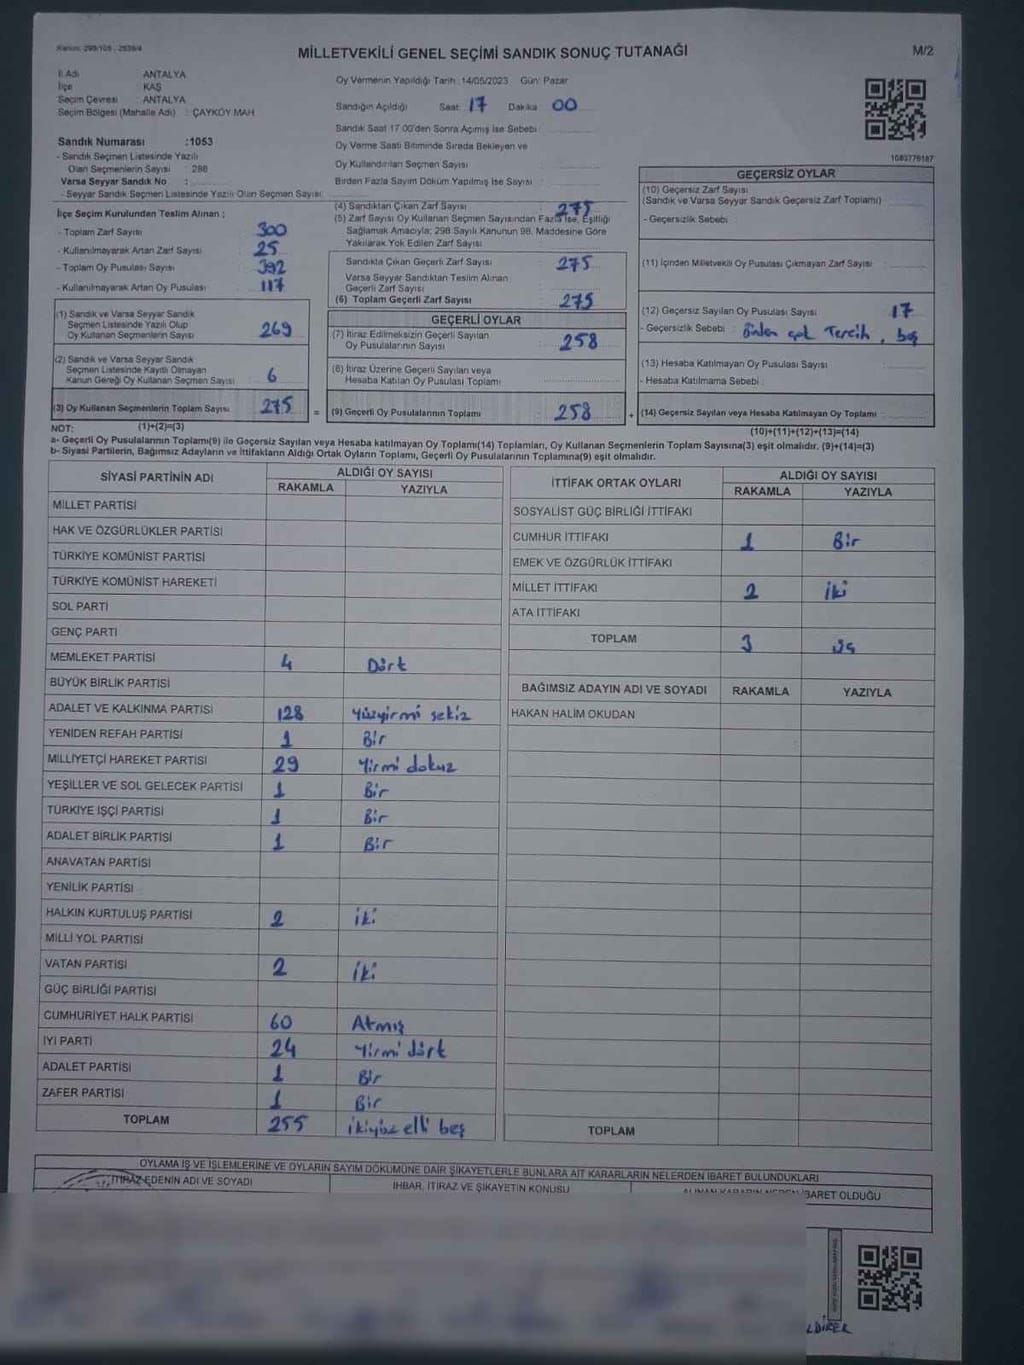 Kanun: 298/105 - 2839/4
MİLLETVEKİLİ GENEL SEÇİMİ SANDIK SONUÇ TUTANAĞI
M/2
İl Adı ANTALYA
İlçe KAŞ
Seçim Çevresi ANTALYA
Seçim Bölgesi (Mahalle Adı) : ÇAYKÖY MAH
Sandık Numarası :1053
- Sandık Seçmen Listesinde Yazılı
Olan Seçmenlerin Sayısı : 286
Varsa Seyyar Sandık No :
- Seyyar Sandık Seçmen Listesinde Yazılı Olan Seçmen Sayısı:
Oy Vermenin Yapıldığı Tarih :14/05/2023 Gün: Pazar
Sandığın Açıldığı Saat: 17 Dakika 00
Sandık Saat 17.00'den Sonra Açımış İse Sebebi
Oy Verme Saati Bitiminde Sırada Bekleyen ve
Oy Kullandırılan Seçmen Sayısı
Birden Fazla Sayım Döküm Yapılmış İse Sayısı :
1083779187
İlçe Seçim Kurulundan Teslim Alınan ;
- Toplam Zarf Sayısı 300
- Kullanılmayarak Artan Zarf Sayısı 25
- Toplam Oy Pusulası Sayısı 392
- Kullanılmayarak Artan Oy Pusulası 117
(4) Sandıktan Çıkan Zarf Sayısı : 275
(5) Zarf Sayısı Oy Kullanan Seçmen Sayısından Fazla İse, Eşitliği
Sağlamak Amacıyla; 298 Sayılı Kanunun 98. Maddesine Göre
Yakılarak Yok Edilen Zarf Sayısı :
Sandıkta Çıkan Geçerli Zarf Sayısı 275
Varsa Seyyar Sandıktan Teslim Alınan
Geçerli Zarf Sayısı
(6) Toplam Geçerli Zarf Sayısı 275
GEÇERSİZ OYLAR
(10) Geçersiz Zarf Sayısı
(Sandık ve Varsa Seyyar Sandık Geçersiz Zarf Toplamı)
- Geçersizlik Sebebi :
(11) İçinden Milletvekili Oy Pusulası Çıkmayan Zarf Sayısı :
(12) Geçersiz Sayılan Oy Pusulası Sayısı : 17
- Geçersizlik Sebebi : Birden çok Tercih, boş
(13) Hesaba Katılmayan Oy Pusulası Sayısı :
- Hesaba Katılmama Sebebi :
(14) Geçersiz Sayılan veya Hesaba Katılmayan Oy Toplamı :
(1) Sandık ve Varsa Seyyar Sandık
Seçmen Listesinde Yazılı Olup
Oy Kullanan Seçmenlerin Sayısı 269
(2) Sandık ve Varsa Seyyar Sandık
Seçmen Listesinde Kayıtlı Olmayan
Kanun Gereği Oy Kullanan Seçmen Sayısı 6
(3) Oy Kullanan Seçmenlerin Toplam Sayısı 275 =
GEÇERLİ OYLAR
(7) İtiraz Edilmeksizin Geçerli Sayılan
Oy Pusulalarının Sayısı 258
(8) İtiraz Üzerine Geçerli Sayılan veya
Hesaba Katılan Oy Pusulası Toplamı
(9) Geçerli Oy Pusulalarının Toplamı 258 +
NOT: (1)+(2)=(3) (10)+(11)+(12)+(13)=(14)
a- Geçerli Oy Pusulalarının Toplamı(9) ile Geçersiz Sayılan veya Hesaba katılmayan Oy Toplamı(14) Toplamları, Oy Kullanan Seçmenlerin Toplam Sayısına(3) eşit olmalıdır. (9)+(14)=(3)
b- Siyasi Partilerin, Bağımsız Adayların ve İttifakların Aldığı Ortak Oyların Toplamı, Geçerli Oy Pusulalarının Toplamına(9) eşit olmalıdır.
SİYASİ PARTİNİN ADI ALDIĞI OY SAYISI
RAKAMLA YAZIYLA
MİLLET PARTİSİ
HAK VE ÖZGÜRLÜKLER PARTİSİ
TÜRKİYE KOMÜNİST PARTİSİ
TÜRKİYE KOMÜNİST HAREKETİ
SOL PARTİ
GENÇ PARTİ
MEMLEKET PARTİSİ 4 Dört
BÜYÜK BİRLİK PARTİSİ
ADALET VE KALKINMA PARTİSİ 128 Yüzyirmi sekiz
YENİDEN REFAH PARTİSİ 1 Bir
MİLLİYETÇİ HAREKET PARTİSİ 29 Yirmi dokuz
YEŞİLLER VE SOL GELECEK PARTİSİ 1 Bir
TÜRKİYE İŞÇİ PARTİSİ 1 Bir
ADALET BİRLİK PARTİSİ 1 Bir
ANAVATAN PARTİSİ
YENİLİK PARTİSİ
HALKIN KURTULUŞ PARTİSİ 2 iki
MİLLİ YOL PARTİSİ
VATAN PARTİSİ 2 iki
GÜÇ BİRLİĞİ PARTİSİ
CUMHURİYET HALK PARTİSİ 60 Atmış
İYİ PARTİ 24 Yirmi dört
ADALET PARTİSİ 1 Bir
ZAFER PARTİSİ 1 Bir
TOPLAM 255 ikiyüz elli beş
İTTİFAK ORTAK OYLARI ALDIĞI OY SAYISI
RAKAMLA YAZIYLA
SOSYALİST GÜÇ BİRLİĞİ İTTİFAKI
CUMHUR İTTİFAKI 1 Bir
EMEK VE ÖZGÜRLÜK İTTİFAKI
MİLLET İTTİFAKI 2 iki
ATA İTTİFAKI
TOPLAM 3 üç
BAĞIMSIZ ADAYIN ADI VE SOYADI RAKAMLA YAZIYLA
HAKAN HALİM OKUDAN
TOPLAM
OYLAMA İŞ VE İŞLEMLERİNE VE OYLARIN SAYIM DÖKÜMÜNE DAİR ŞİKAYETLERLE BUNLARA AİT KARARLARIN NELERDEN İBARET BULUNDUKLARI
İTİRAZ EDENİN ADI VE SOYADI İHBAR, İTİRAZ VE ŞİKAYETİN KONUSU ALINAN KARARIN NEDEN İBARET OLDUĞU